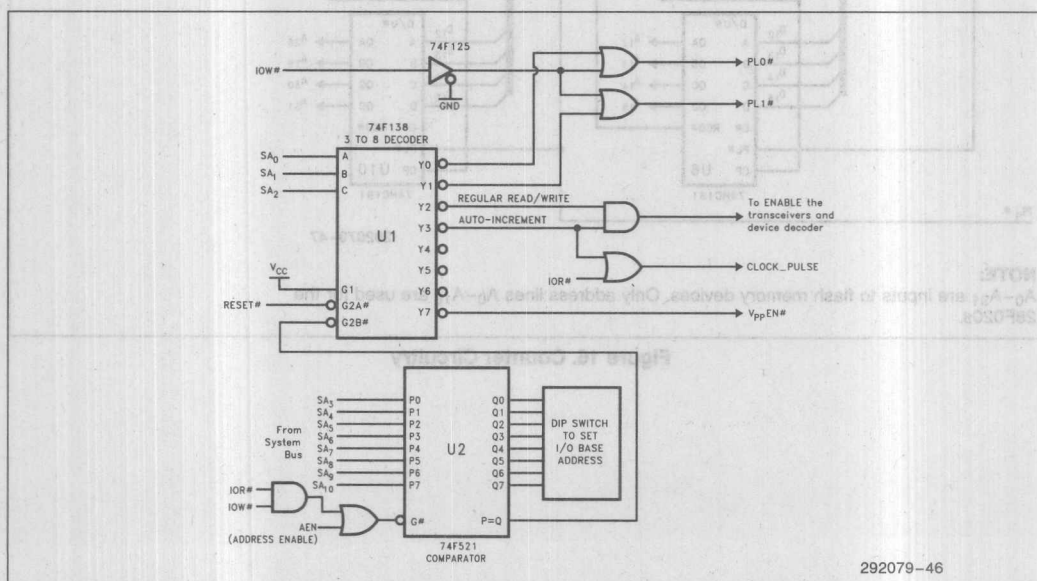 74F125
IOW#
GND
PL0#
PL1#
74F138
3 TO 8 DECODER
SA0
SA1
SA2
A
B
C
Y0
Y1
Y2
Y3
Y4
Y5
Y6
Y7
U1
REGULAR READ/WRITE
AUTO-INCREMENT
To ENABLE the
transceivers and
device decoder
IOR#
CLOCK_PULSE
VCC
G1
RESET#
G2A#
G2B#
VPPEN#
From
System
Bus
SA3
SA4
SA5
SA6
SA7
SA8
SA9
SA10
P0
P1
P2
P3
P4
P5
P6
P7
U2
Q0
Q1
Q2
Q3
Q4
Q5
Q6
Q7
DIP SWITCH
TO SET
I/O BASE
ADDRESS
IOR#
IOW#
AEN
(ADDRESS ENABLE)
G#
P=Q
74F521
COMPARATOR
292079-46